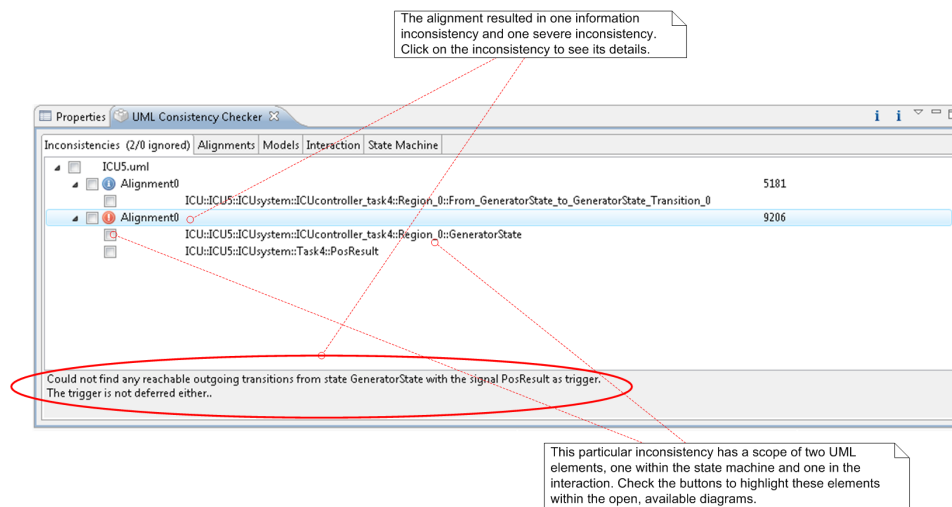 The alignment resulted in one information
inconsistency and one severe inconsistency.
Click on the inconsistency to see its details.
Properties UML Consistency Checker
Inconsistencies (2/0 ignored) Alignments Models Interaction State Machine
ICU5.uml
Alignment0 5181
ICU::ICU5::ICUsystem::ICUcontroller_task4::Region_0::From_GeneratorState_to_GeneratorState_Transition_0
Alignment0 9206
ICU::ICU5::ICUsystem::ICUcontroller_task4::Region_0::GeneratorState
ICU::ICU5::ICUsystem::Task4::PosResult
Could not find any reachable outgoing transitions from state GeneratorState with the signal PosResult as trigger.
The trigger is not deferred either..
This particular inconsistency has a scope of two UML
elements, one within the state machine and one in the
interaction. Check the buttons to highlight these elements
within the open, available diagrams.